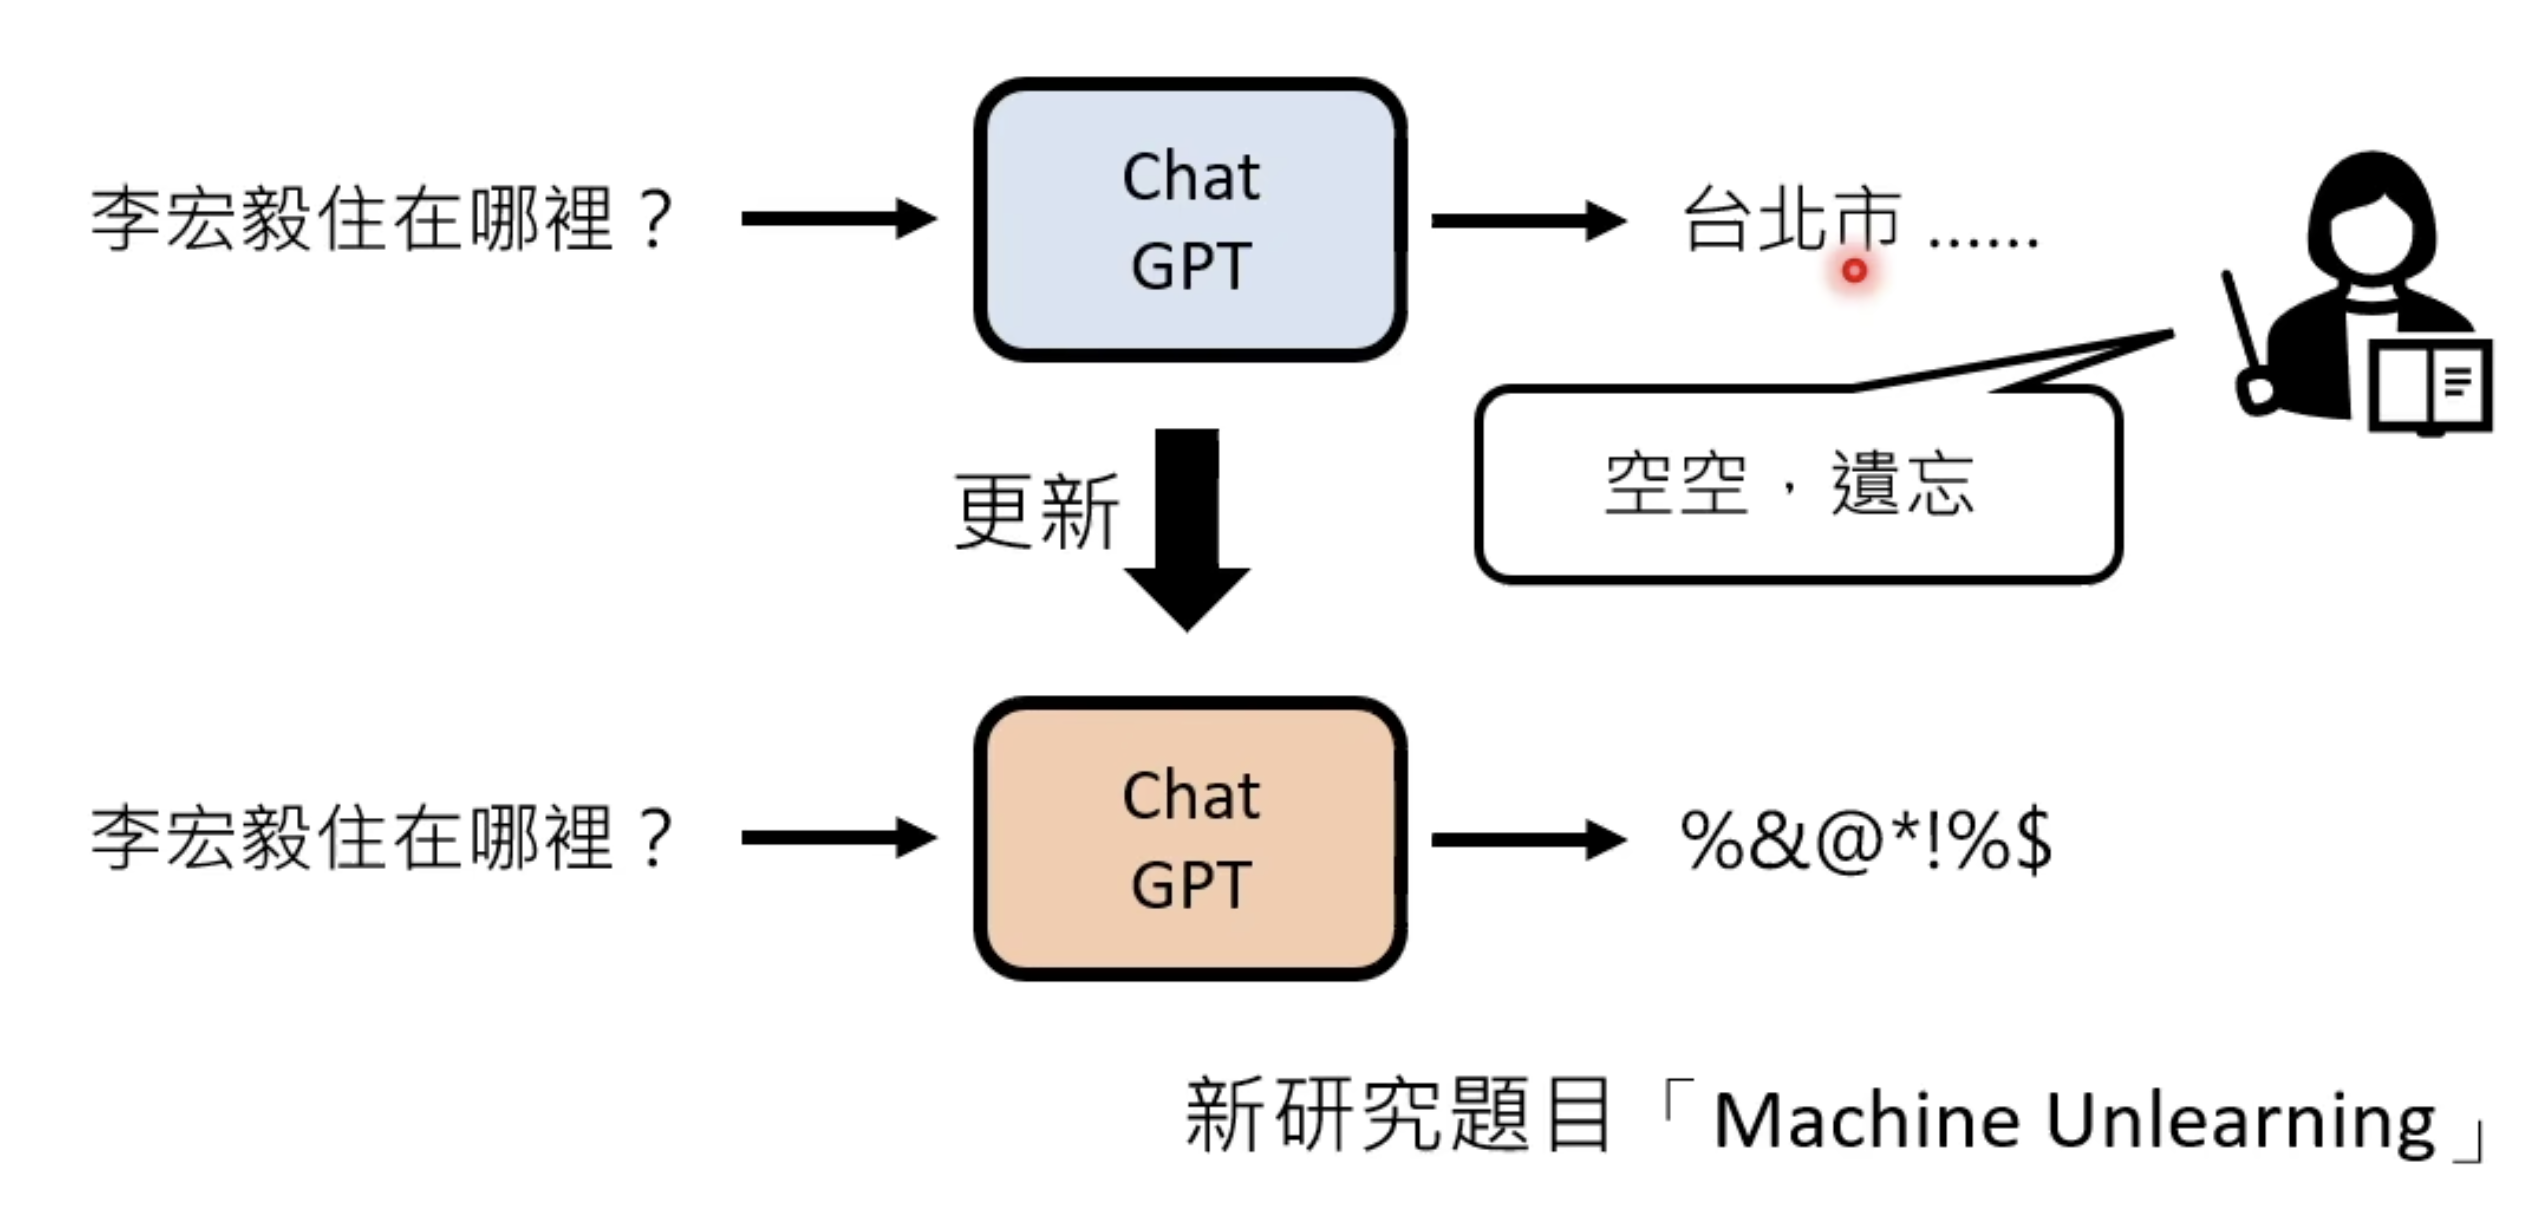 李宏毅住在哪裡？
Chat
GPT
台北市 ......
更新
空空，遺忘
李宏毅住在哪裡？
Chat
GPT
%&@*!%$
新研究題目「Machine Unlearning」